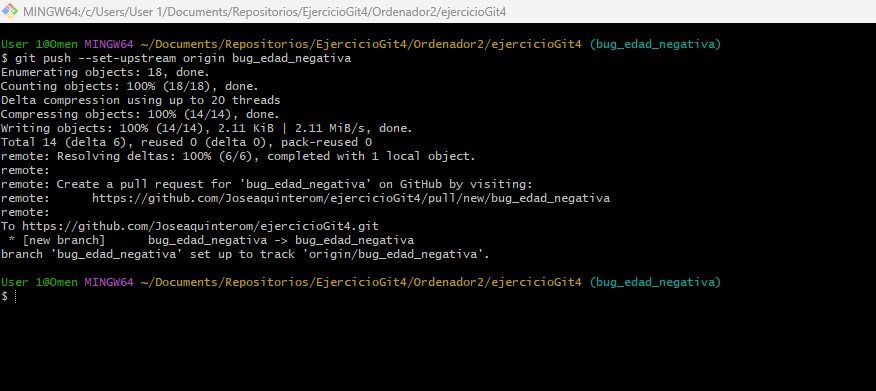 MINGW64:/c/Users/User 1/Documents/Repositorios/EjercicioGit4/Ordenador2/ejercicioGit4
User 1@Omen MINGW64 ~/Documents/Repositorios/EjercicioGit4/Ordenador2/ejercicioGit4 (bug_edad_negativa)
$ git push --set-upstream origin bug_edad_negativa
Enumerating objects: 18, done.
Counting objects: 100% (18/18), done.
Delta compression using up to 20 threads
Compressing objects: 100% (14/14), done.
Writing objects: 100% (14/14), 2.11 KiB | 2.11 MiB/s, done.
Total 14 (delta 6), reused 0 (delta 0), pack-reused 0
remote: Resolving deltas: 100% (6/6), completed with 1 local object.
remote:
remote: Create a pull request for 'bug_edad_negativa' on GitHub by visiting:
remote:      https://github.com/Joseaquinterom/ejercicioGit4/pull/new/bug_edad_negativa
remote:
To https://github.com/Joseaquinterom/ejercicioGit4.git
 * [new branch]      bug_edad_negativa -> bug_edad_negativa
branch 'bug_edad_negativa' set up to track 'origin/bug_edad_negativa'.
User 1@Omen MINGW64 ~/Documents/Repositorios/EjercicioGit4/Ordenador2/ejercicioGit4 (bug_edad_negativa)
$